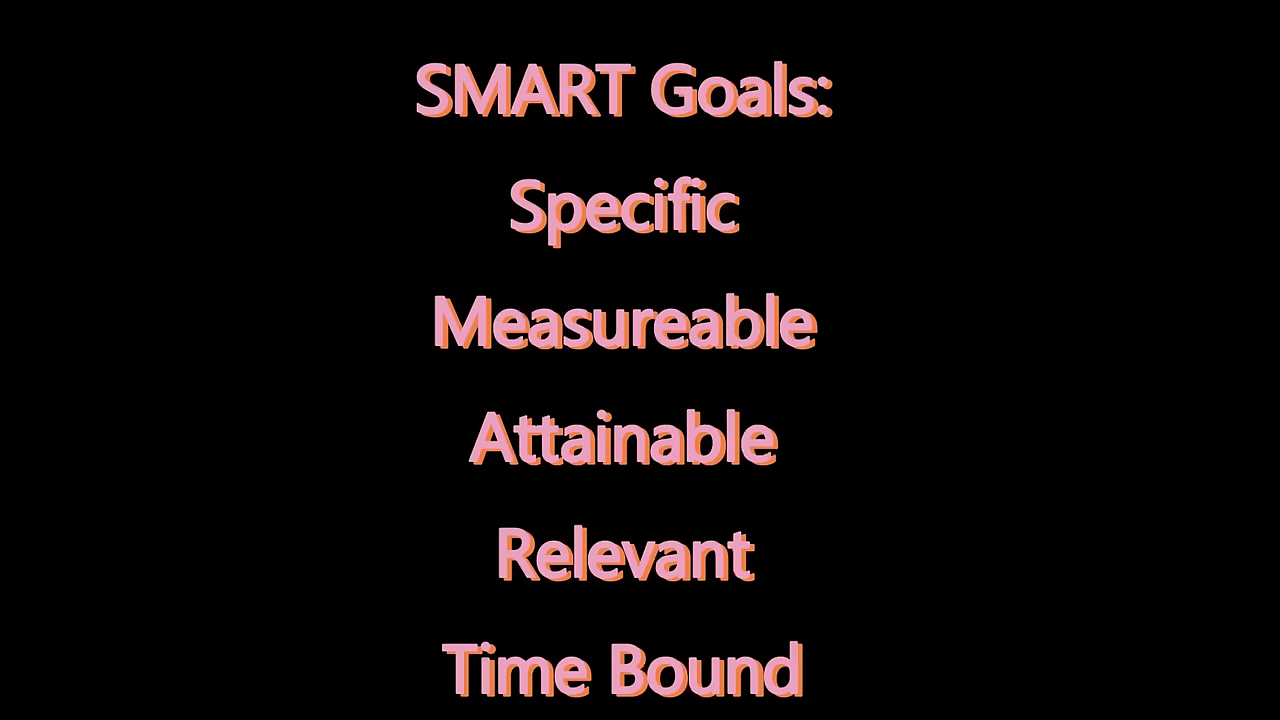 SMART Goals:
Specific
Measureable
Attainable
Relevant
Time Bound